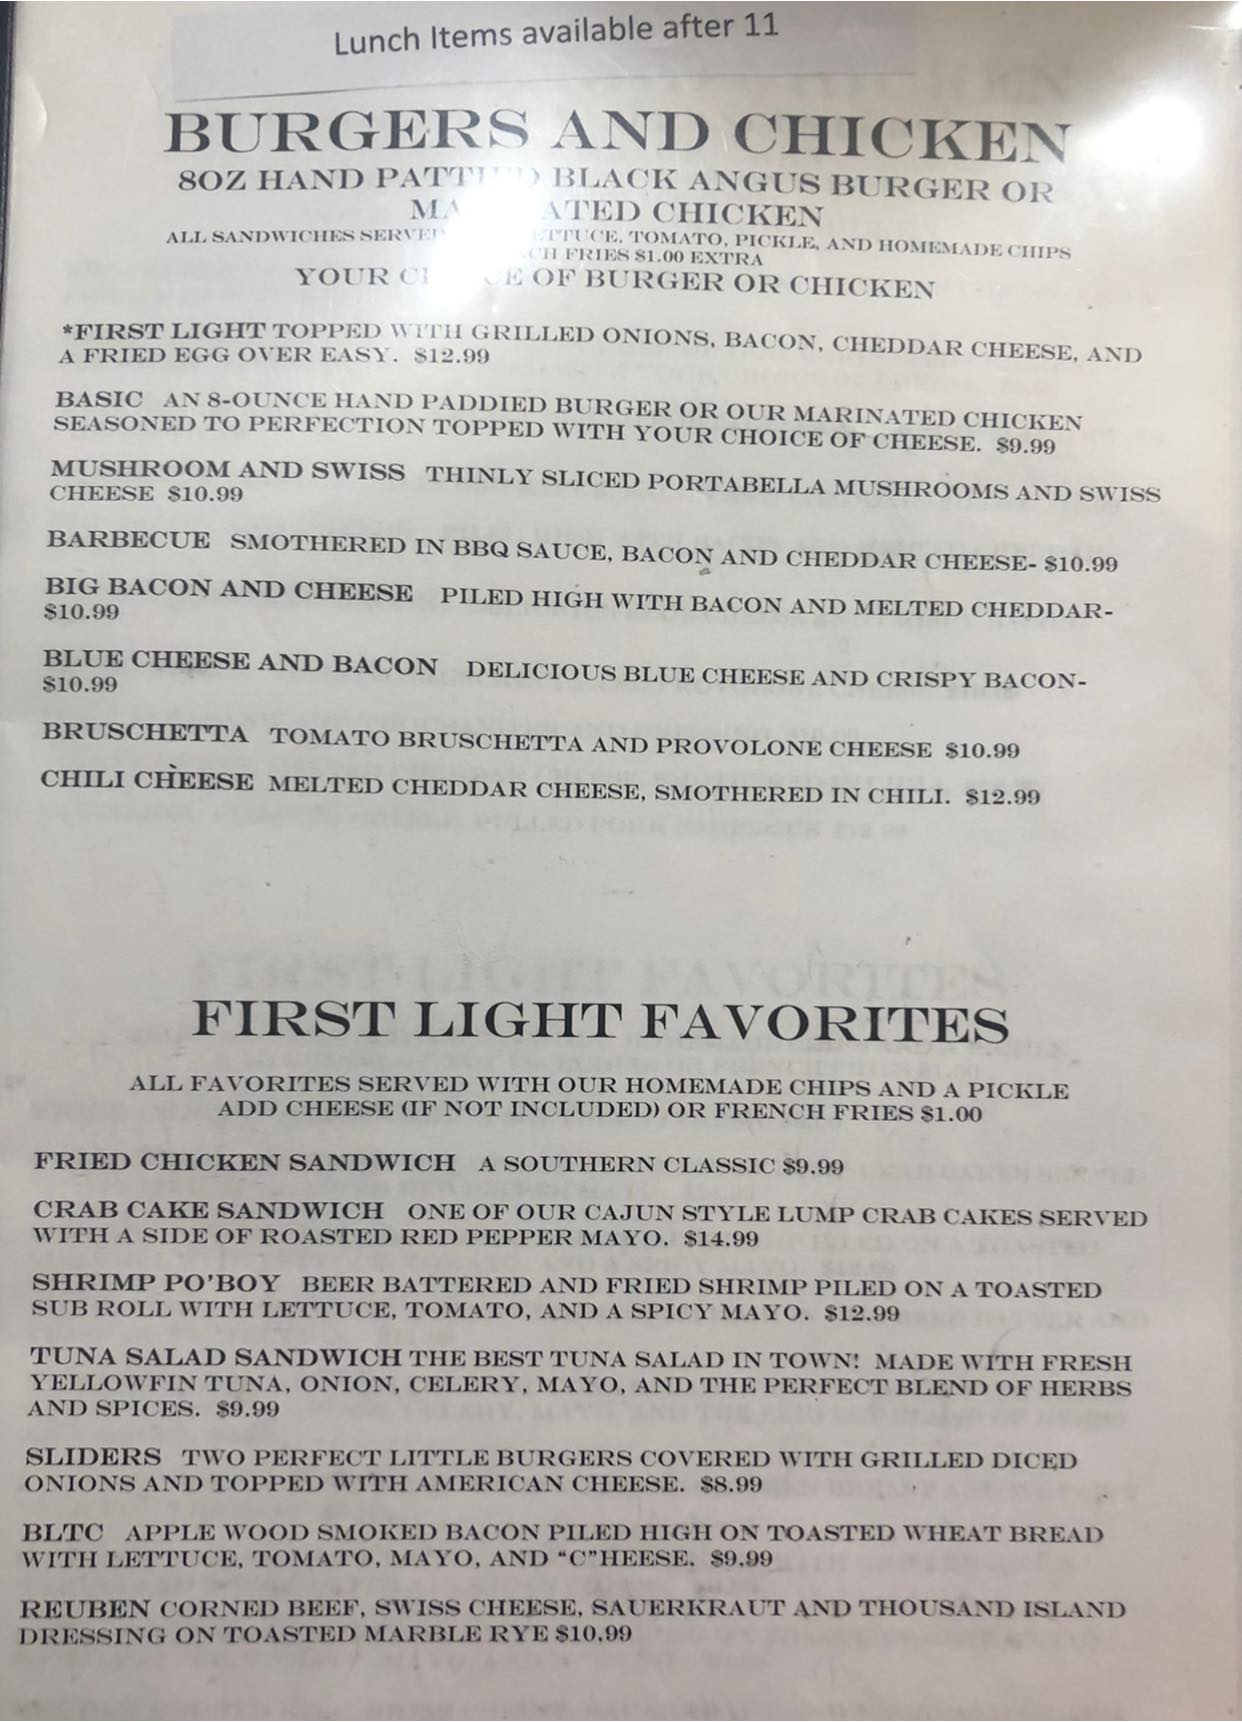 Lunch Items available after 11
BURGERS AND CHICKEN
8OZ HAND BLACK ANGUS BURGER OR
CHICKEN
ALL SANDWICHES TOMATO, PICKLE, AND HOMEMADE CHIPS
FRIES $1.00 EXTRA
YOUR OF BURGER OR CHICKEN
*FIRST LIGHT TOPPED WITH GRILLED ONIONS, BACON, CHEDDAR CHEESE, AND
A FRIED EGG OVER EASY. $12.99
BASIC AN 8-OUNCE HAND PADDIED BURGER OR OUR MARINATED CHICKEN
SEASONED TO PERFECTION TOPPED WITH YOUR CHOICE OF CHEESE. $9.99
MUSHROOM AND SWISS THINLY SLICED PORTABELLA MUSHROOMS AND SWISS
CHEESE $10.99
BARBECUE SMOTHERED IN BBQ SAUCE, BACON AND CHEDDAR CHEESE- $10.99
BIG BACON AND CHEESE PILED HIGH WITH BACON AND MELTED CHEDDAR-
$10.99
BLUE CHEESE AND BACON DELICIOUS BLUE CHEESE AND CRISPY BACON-
$10.99
BRUSCHETTA TOMATO BRUSCHETTA AND PROVOLONE CHEESE $10.99
CHILI CHEESE MELTED CHEDDAR CHEESE, SMOTHERED IN CHILI. $12.99
FIRST LIGHT FAVORITES
ALL FAVORITES SERVED WITH OUR HOMEMADE CHIPS AND A PICKLE
ADD CHEESE (IF NOT INCLUDED) OR FRENCH FRIES $1.00
FRIED CHICKEN SANDWICH A SOUTHERN CLASSIC $9.99
CRAB CAKE SANDWICH ONE OF OUR CAJUN STYLE LUMP CRAB CAKES SERVED
WITH A SIDE OF ROASTED RED PEPPER MAYO. $14.99
SHRIMP PO'BOY BEER BATTERED AND FRIED SHRIMP PILED ON A TOASTED
SUB ROLL WITH LETTUCE, TOMATO, AND A SPICY MAYO. $12.99
TUNA SALAD SANDWICH THE BEST TUNA SALAD IN TOWN! MADE WITH FRESH
YELLOWFIN TUNA, ONION, CELERY, MAYO, AND THE PERFECT BLEND OF HERBS
AND SPICES. $9.99
SLIDERS TWO PERFECT LITTLE BURGERS COVERED WITH GRILLED DICED
ONIONS AND TOPPED WITH AMERICAN CHEESE. $8.99
BLTC APPLE WOOD SMOKED BACON PILED HIGH ON TOASTED WHEAT BREAD
WITH LETTUCE, TOMATO, MAYO, AND "C"HEESE. $9.99
REUBEN CORNED BEEF, SWISS CHEESE, SAUERKRAUT AND THOUSAND ISLAND
DRESSING ON TOASTED MARBLE RYE $10.99